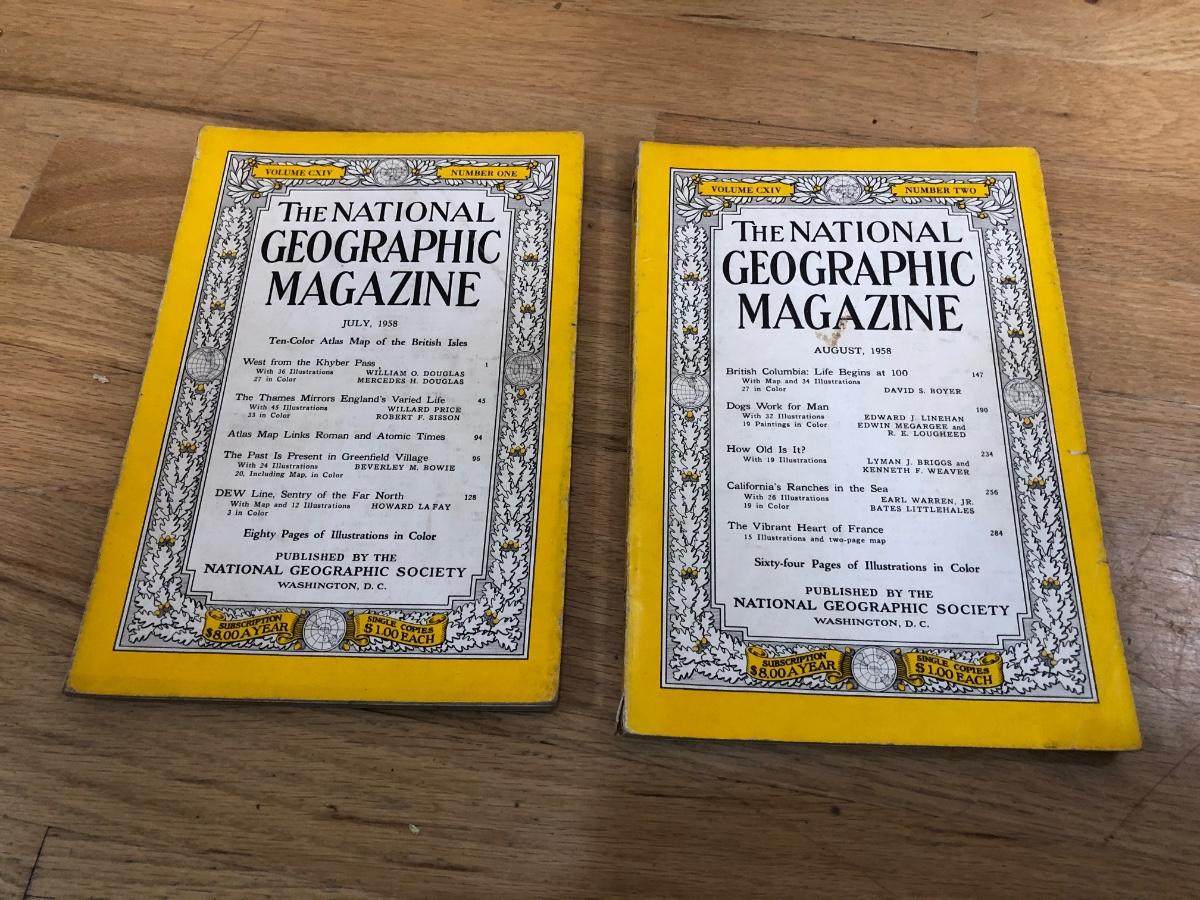 VOLUME CXIV NUMBER ONE
THE NATIONAL
GEOGRAPHIC
MAGAZINE
JULY, 1958
Ten-Color Atlas Map of the British Isles
West from the Khyber Pass 1
With 36 Illustrations WILLIAM O. DOUGLAS
27 in Color MERCEDES H. DOUGLAS
The Thames Mirrors England's Varied Life 45
With 45 Illustrations WILLARD PRICE
33 in Color ROBERT F. SISSON
Atlas Map Links Roman and Atomic Times 94
The Past Is Present in Greenfield Village 96
With 24 Illustrations BEVERLEY M. BOWIE
20, Including Map, in Color
DEW Line, Sentry of the Far North 128
With Map and 12 Illustrations HOWARD LA FAY
3 in Color
Eighty Pages of Illustrations in Color
PUBLISHED BY THE
NATIONAL GEOGRAPHIC SOCIETY
WASHINGTON, D. C.
SUBSCRIPTION SINGLE COPIES
$8.00 A YEAR $1.00 EACH
VOLUME CXIV NUMBER TWO
THE NATIONAL
GEOGRAPHIC
MAGAZINE
AUGUST, 1958
British Columbia: Life Begins at 100 147
With Map and 34 Illustrations
27 in Color DAVID S. BOYER
Dogs Work for Man 190
With 32 Illustrations EDWARD J. LINEHAN
19 Paintings in Color EDWIN MEGARGEE and
R. E. LOUGHEED
How Old Is It? 234
With 19 Illustrations LYMAN J. BRIGGS and
KENNETH F. WEAVER
California's Ranches in the Sea 256
With 26 Illustrations EARL WARREN, JR.
19 in Color BATES LITTLEHALES
The Vibrant Heart of France 284
15 Illustrations and two-page map
Sixty-four Pages of Illustrations in Color
PUBLISHED BY THE
NATIONAL GEOGRAPHIC SOCIETY
WASHINGTON, D. C.
SUBSCRIPTION SINGLE COPIES
$8.00 A YEAR $1.00 EACH